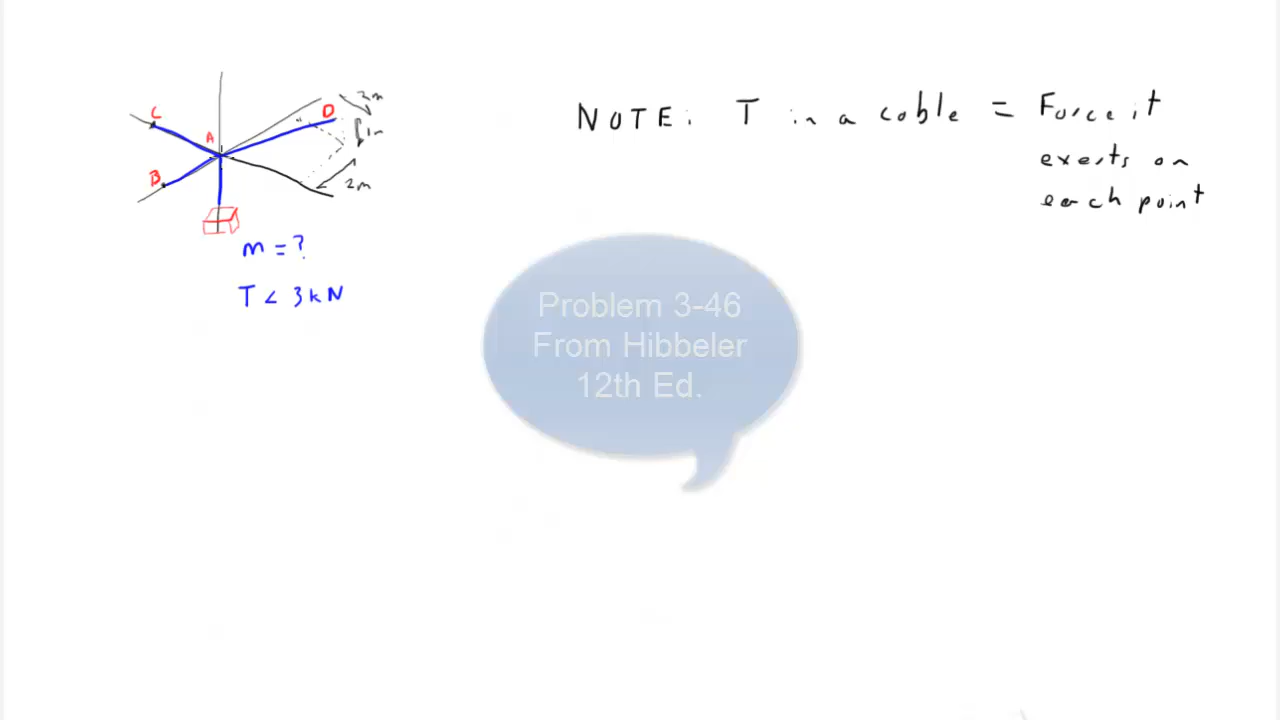 C
D
A
B
2m
1m
2m
m = ?
T < 3kN
NOTE: T in a cable = Force it
exerts on
each point
Problem 3-46
From Hibbeler
12th Ed.